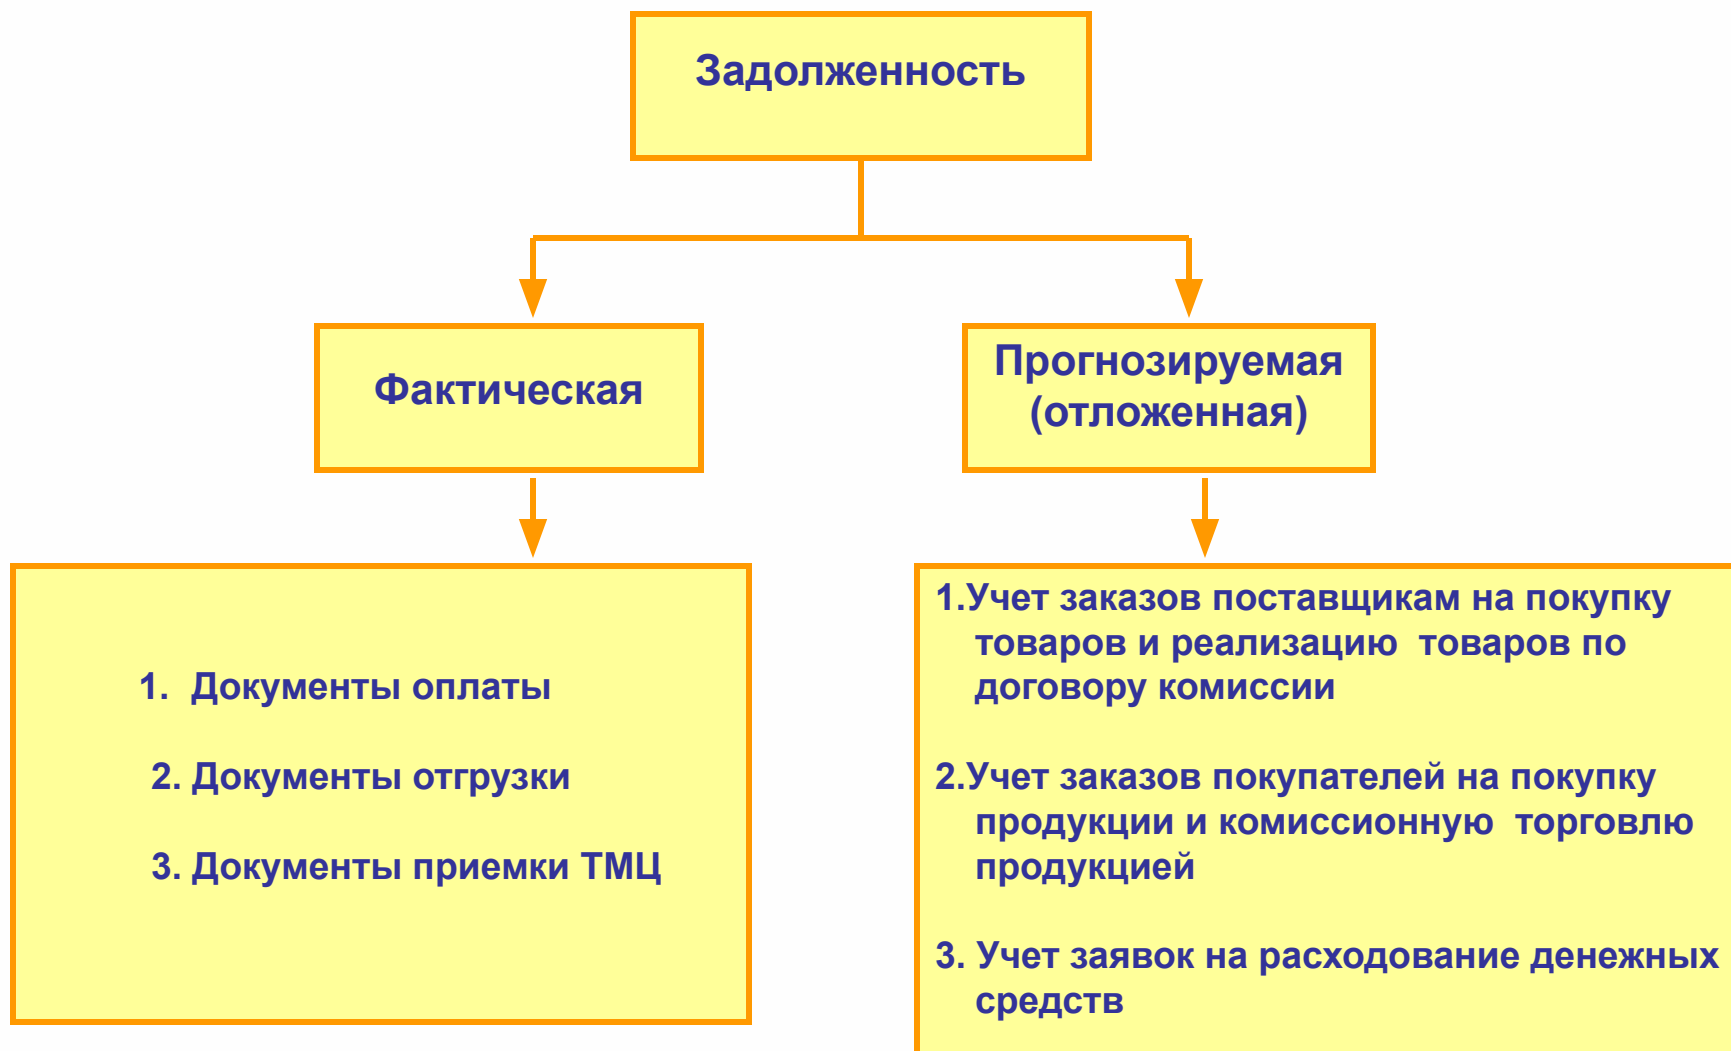 Задолженность
Фактическая
Прогнозируемая
(отложенная)
1. Документы оплаты
2. Документы отгрузки
3. Документы приемки ТМЦ
1.Учет заказов поставщикам на покупку
товаров и реализацию товаров по
договору комиссии
2.Учет заказов покупателей на покупку
продукции и комиссионную торговлю
продукцией
3. Учет заявок на расходование денежных
средств